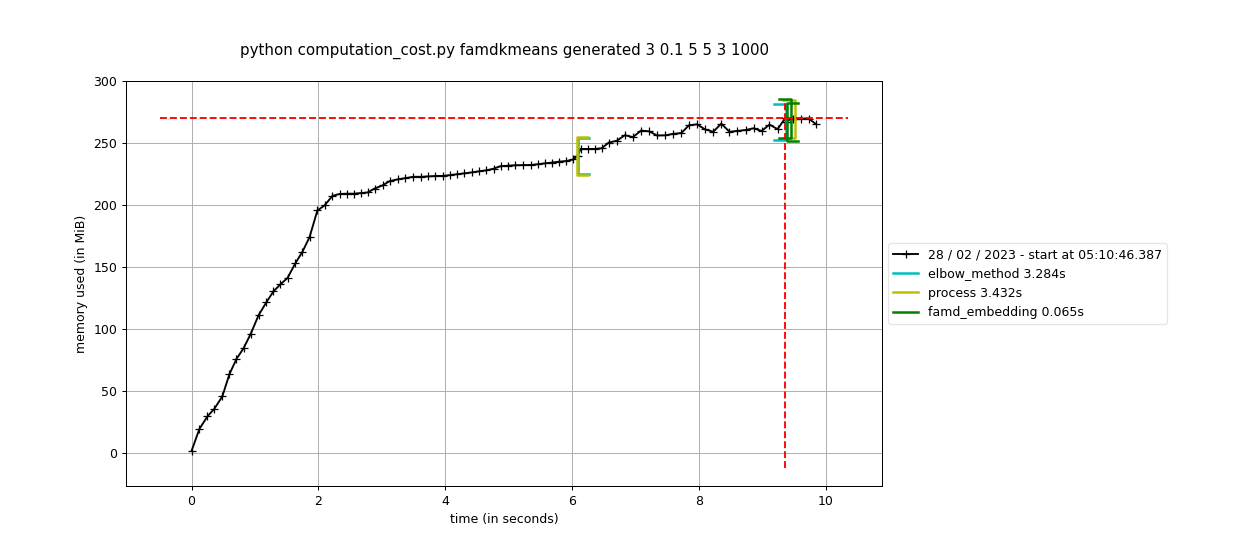 python computation_cost.py famdkmeans generated 3 0.1 5 5 3 1000
300
250
200
150
100
50
0
memory used (in MiB)
0 2 4 6 8 10
time (in seconds)
28 / 02 / 2023 - start at 05:10:46.387
elbow_method 3.284s
process 3.432s
famd_embedding 0.065s